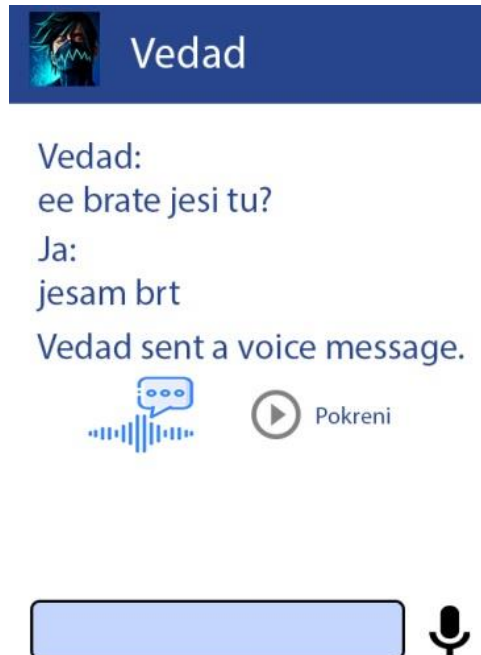 Vedad
Vedad:
ee brate jesi tu?
Ja:
jesam brt
Vedad sent a voice message.
Pokreni